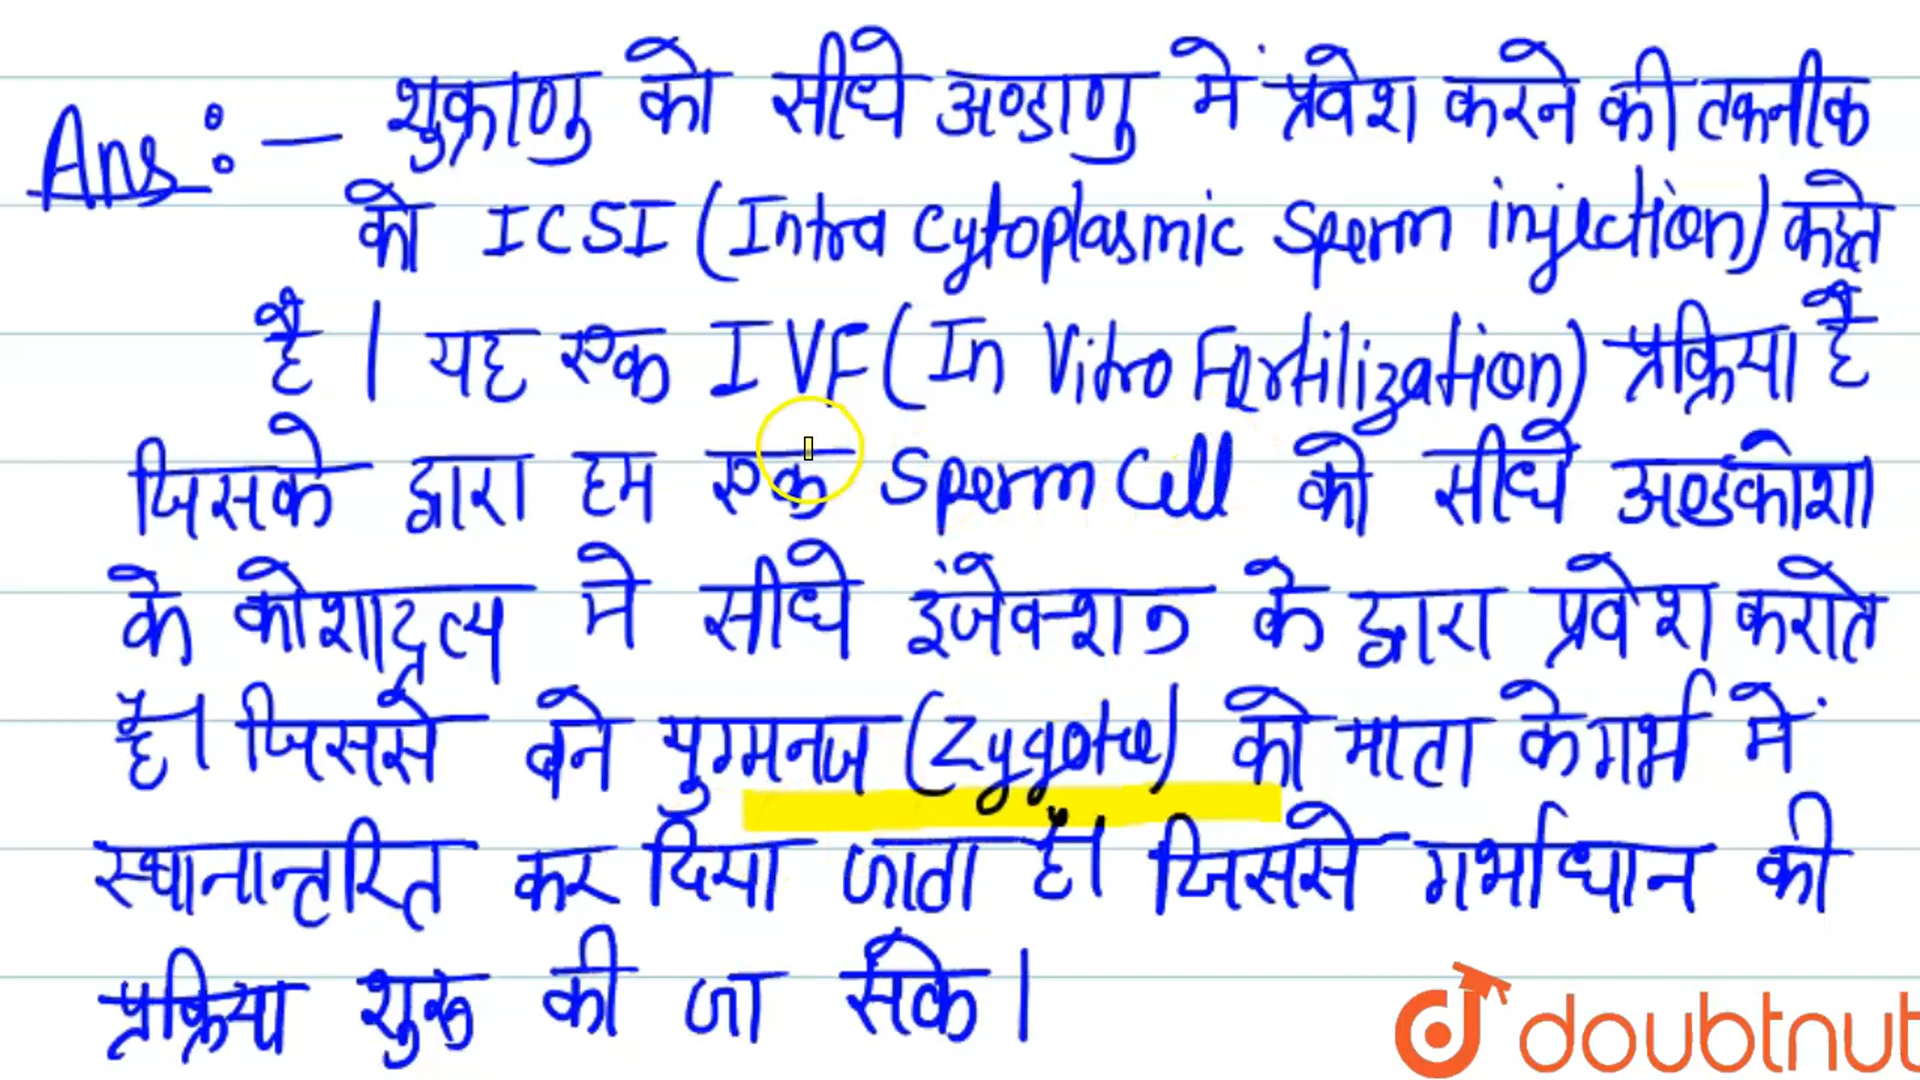 Ans:- शुक्राणु को सीधे अण्डाणु में प्रवेश करने की तकनीक
को ICSI (Intra Cytoplasmic Sperm injection) कहते
है। यह एक IVF (In Vitro Fertilization) प्रक्रिया है
जिसके द्वारा हम एक Sperm Cell को सीधे अण्डकोशा
के कोशाद्रव्य मे सीधे इंजेक्शन के द्वारा प्रवेश कराते
है। जिससे बने युग्मनज (Zygote) को माता के गर्भ में
स्थानान्तरित कर दिया जाता है। जिससे गर्भाधान की
प्रक्रिया शुरू की जा सके।
doubtnut